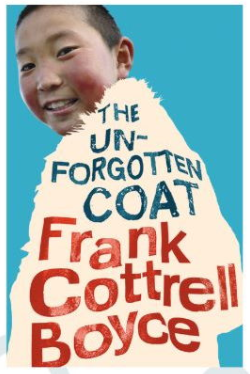 THE
UN-
FORGOTTEN
COAT
Frank
Cottrell
Boyce